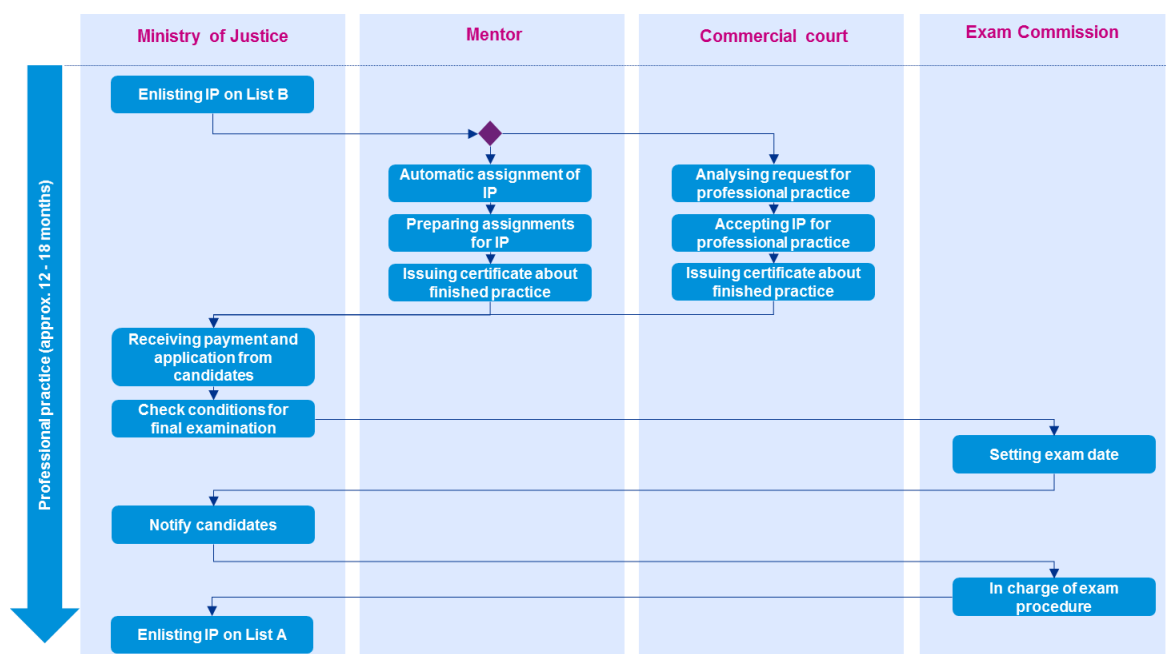 Ministry of Justice
Mentor
Commercial court
Exam Commission
Professional practice (approx. 12 - 18 months)
Enlisting IP on List B
Automatic assignment of
IP
Analysing request for
professional practice
Preparing assignments
for IP
Accepting IP for
professional practice
Issuing certificate about
finished practice
Issuing certificate about
finished practice
Receiving payment and
application from
candidates
Check conditions for
final examination
Setting exam date
Notify candidates
In charge of exam
procedure
Enlisting IP on List A